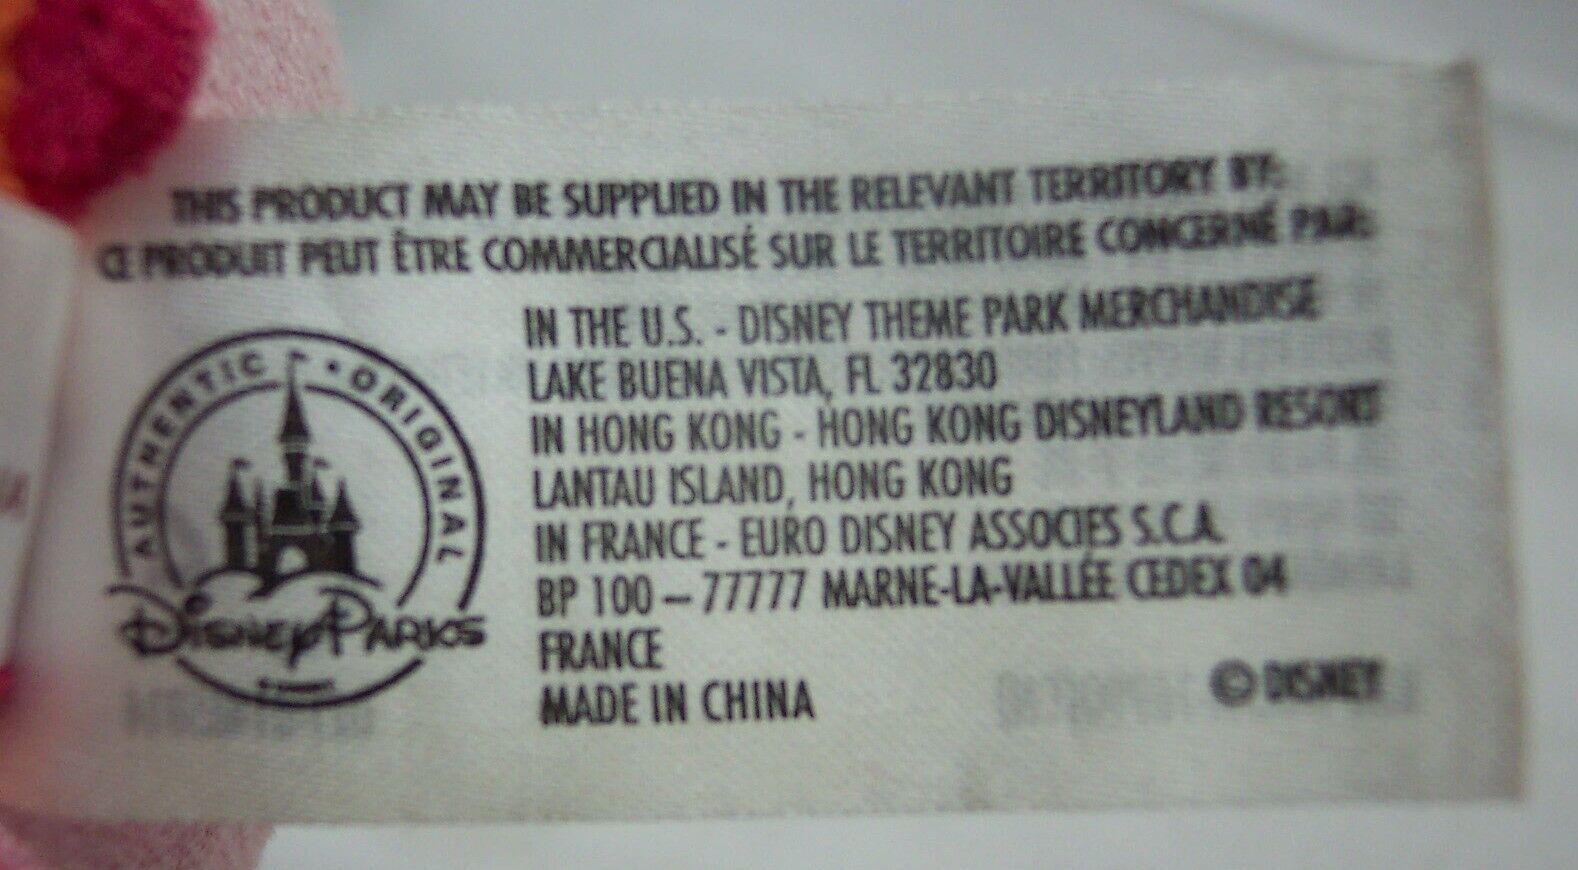 THIS PRODUCT MAY BE SUPPLIED IN THE RELEVANT TERRITORY BY:
CE PRODUIT PEUT ÊTRE COMMERCIALISÉ SUR LE TERRITOIRE CONCERNÉ PAR:
AUTHENTIC • ORIGINAL
DISNEY PARKS
IN THE U.S. - DISNEY THEME PARK MERCHANDISE
LAKE BUENA VISTA, FL 32830
IN HONG KONG - HONG KONG DISNEYLAND RESORT
LANTAU ISLAND, HONG KONG
IN FRANCE - EURO DISNEY ASSOCIES S.C.A.
BP 100 – 77777 MARNE-LA-VALLÉE CEDEX 04
FRANCE
MADE IN CHINA
© DISNEY